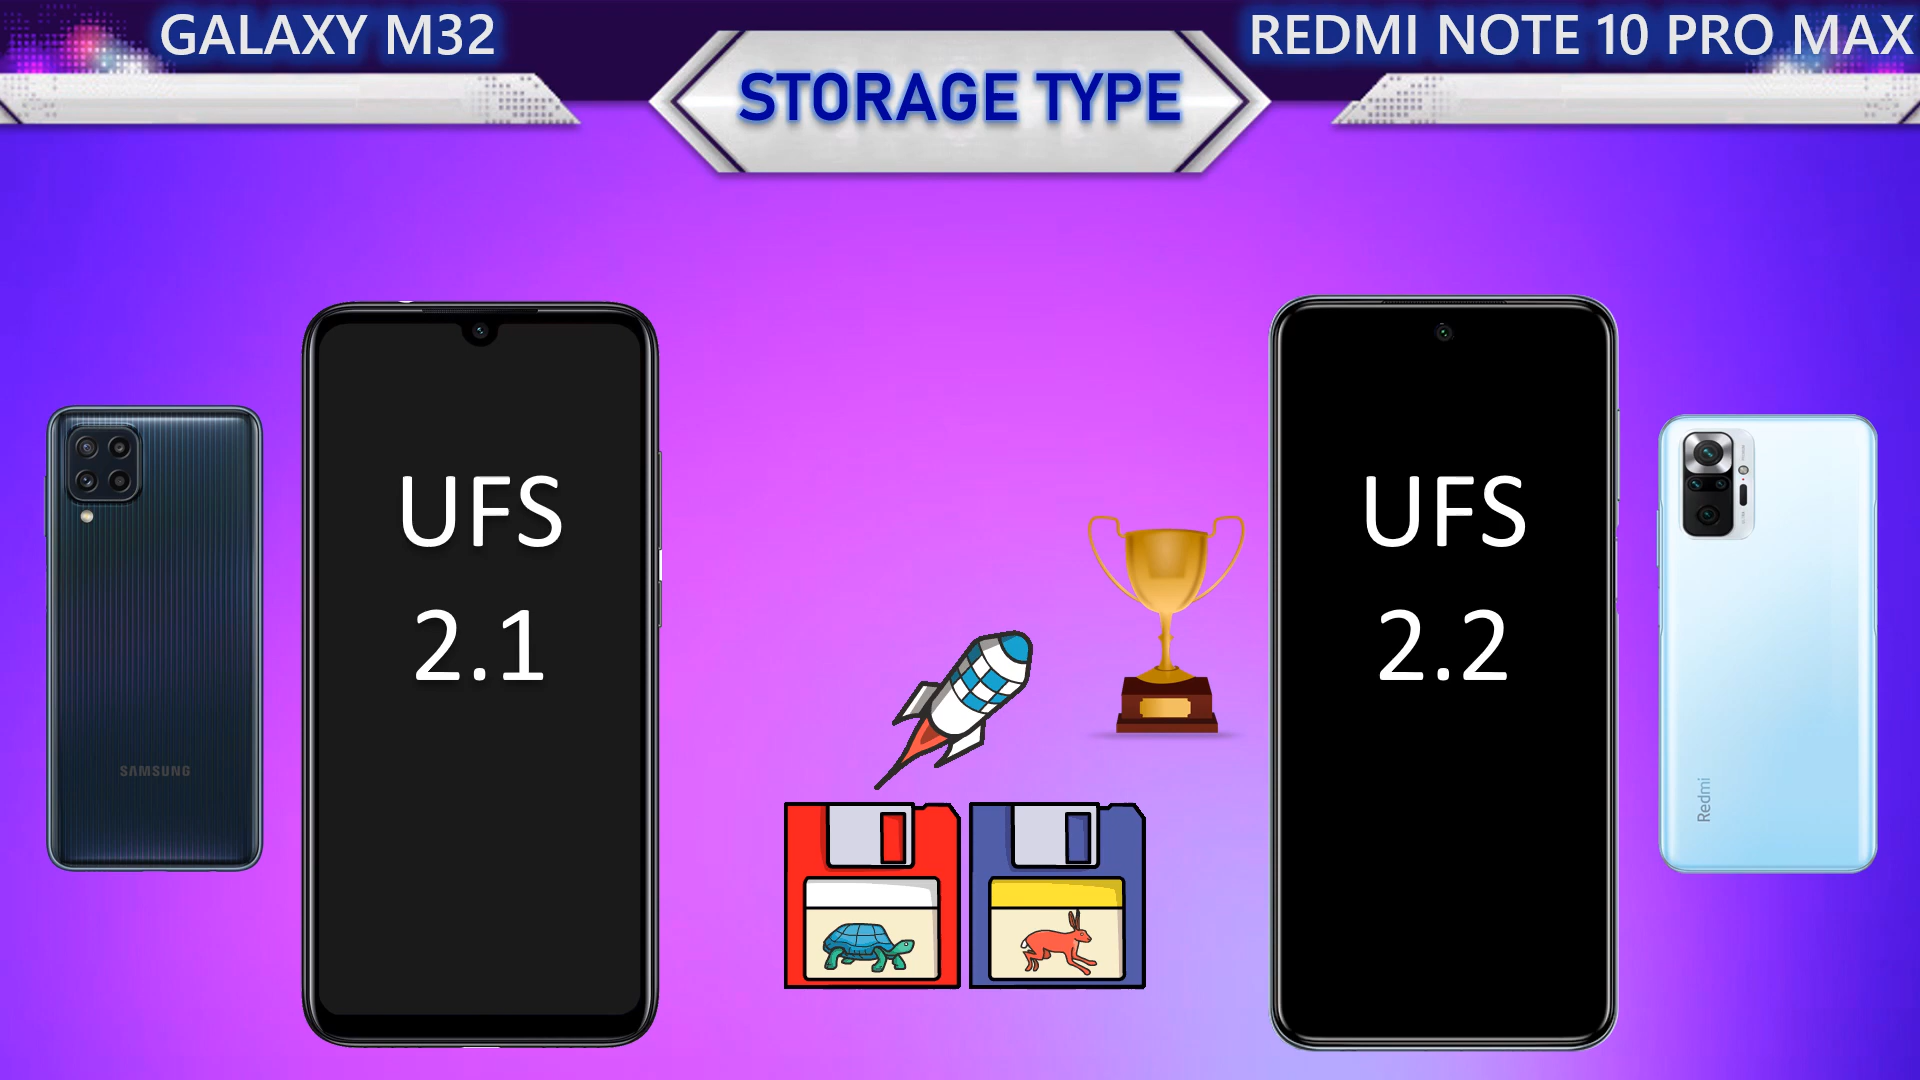 GALAXY M32
REDMI NOTE 10 PRO MAX
STORAGE TYPE
UFS
2.1
UFS
2.2
SAMSUNG
Redmi